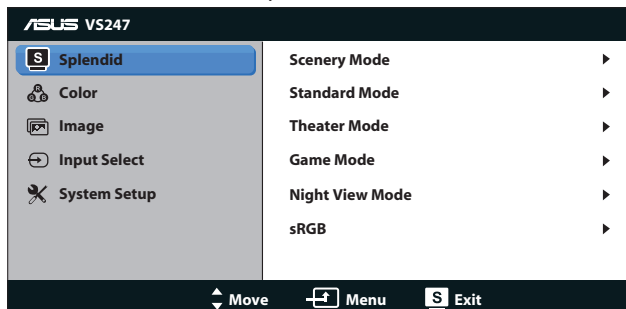 ASUS VS247
S Splendid
Color
Image
Input Select
System Setup
Scenery Mode
Standard Mode
Theater Mode
Game Mode
Night View Mode
sRGB
Move Menu S Exit